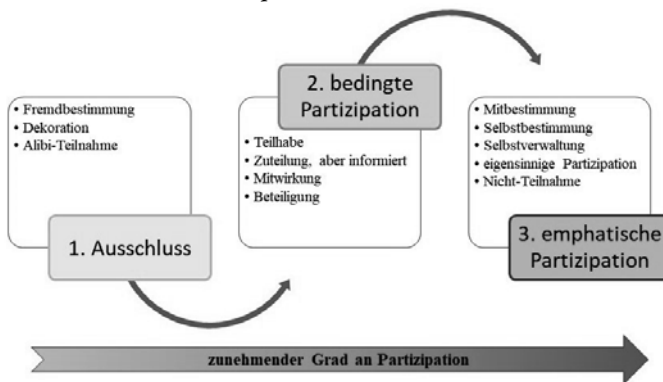 • Fremdbestimmung
• Dekoration
• Alibi-Teilnahme
1. Ausschluss
2. bedingte
Partizipation
• Teilhabe
• Zuteilung, aber informiert
• Mitwirkung
• Beteiligung
• Mitbestimmung
• Selbstbestimmung
• Selbstverwaltung
• eigensinnige Partizipation
• Nicht-Teilnahme
3. emphatische
Partizipation
zunehmender Grad an Partizipation